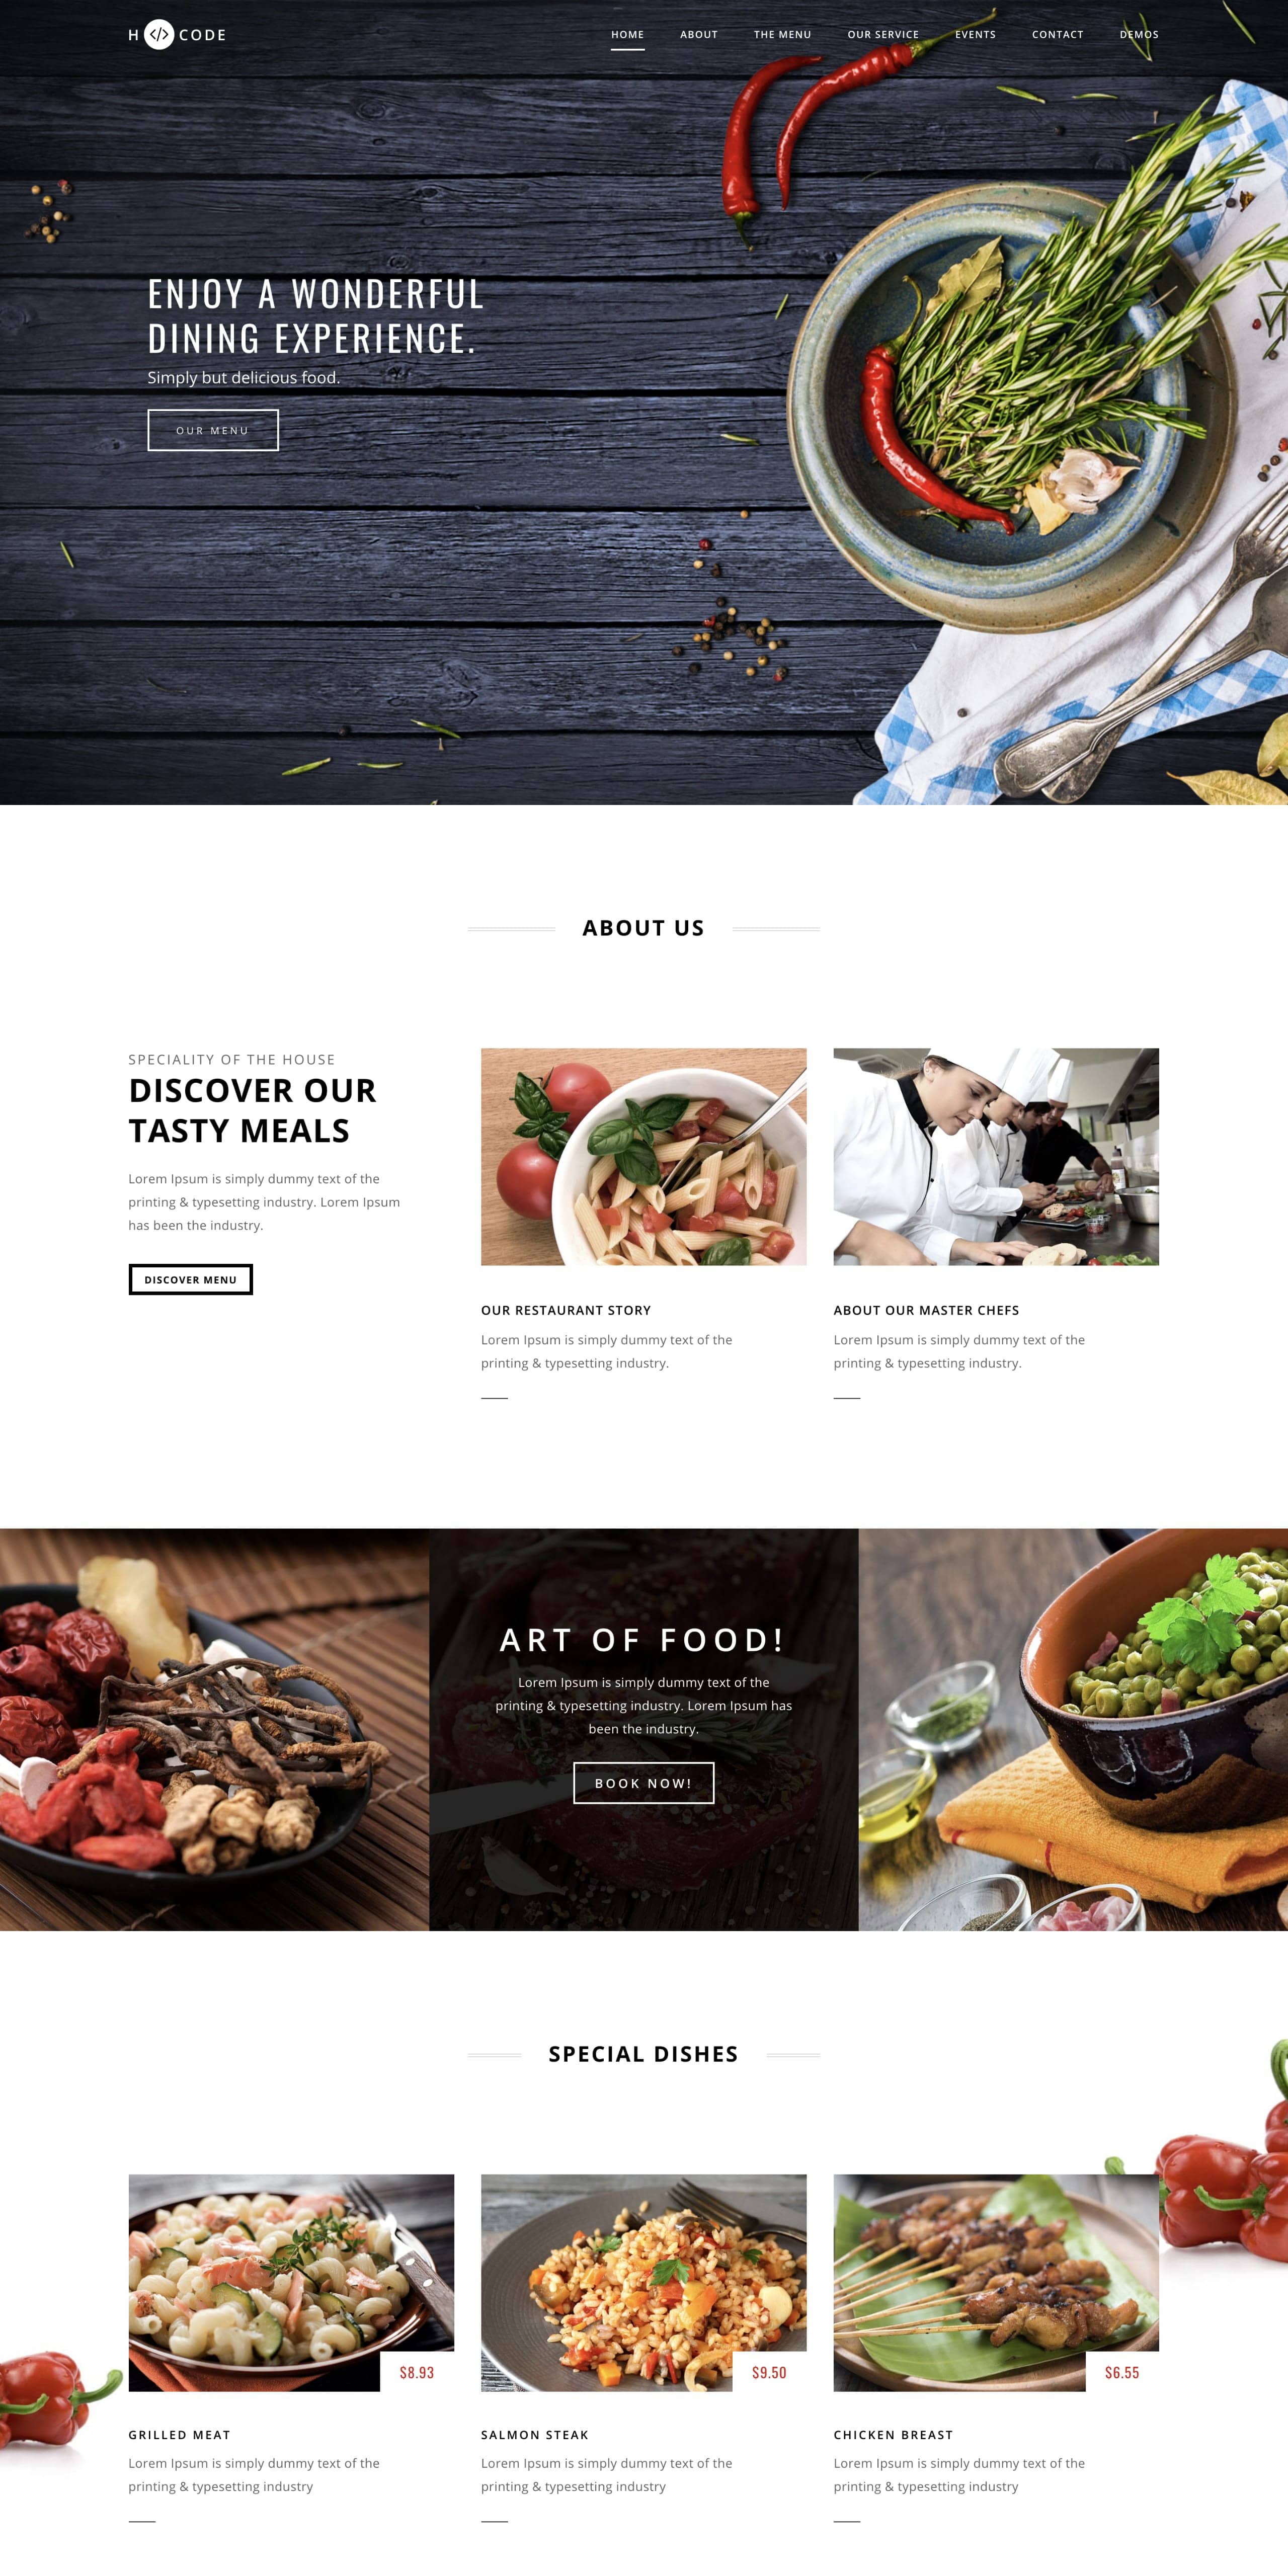 H </> CODE
HOME ABOUT THE MENU OUR SERVICE EVENTS CONTACT DEMOS
ENJOY A WONDERFUL
DINING EXPERIENCE.
Simply but delicious food.
OUR MENU
ABOUT US
SPECIALITY OF THE HOUSE
DISCOVER OUR
TASTY MEALS
Lorem Ipsum is simply dummy text of the
printing & typesetting industry. Lorem Ipsum
has been the industry.
DISCOVER MENU
OUR RESTAURANT STORY
Lorem Ipsum is simply dummy text of the
printing & typesetting industry.
ABOUT OUR MASTER CHEFS
Lorem Ipsum is simply dummy text of the
printing & typesetting industry.
ART OF FOOD!
Lorem Ipsum is simply dummy text of the
printing & typesetting industry. Lorem Ipsum has
been the industry.
BOOK NOW!
SPECIAL DISHES
$8.93
GRILLED MEAT
Lorem Ipsum is simply dummy text of the
printing & typesetting industry
$9.50
SALMON STEAK
Lorem Ipsum is simply dummy text of the
printing & typesetting industry
$6.55
CHICKEN BREAST
Lorem Ipsum is simply dummy text of the
printing & typesetting industry